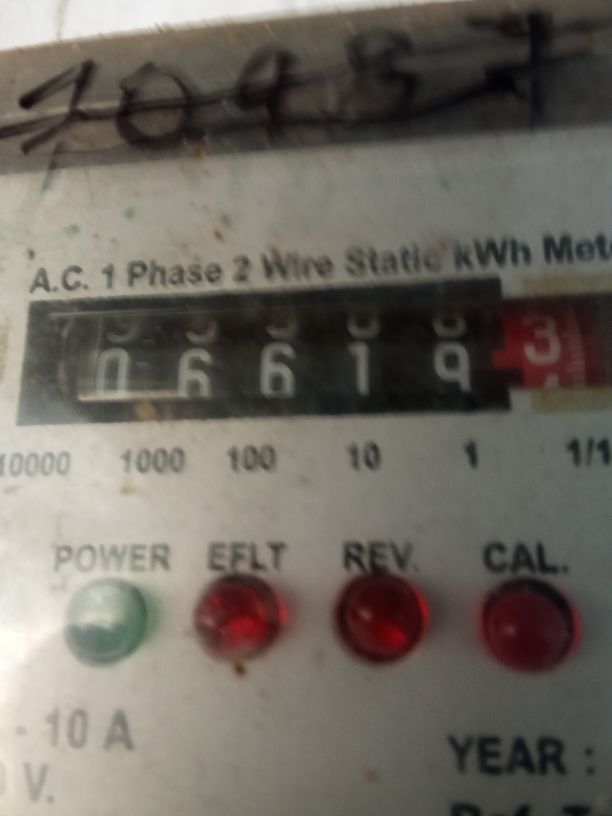 A.C. 1 Phase 2 Wire Static kWh
0 6 6 1 9 3
10000 1000 100 10 1
POWER EFLT REV. CAL.
- 10 A
YEAR :
V.